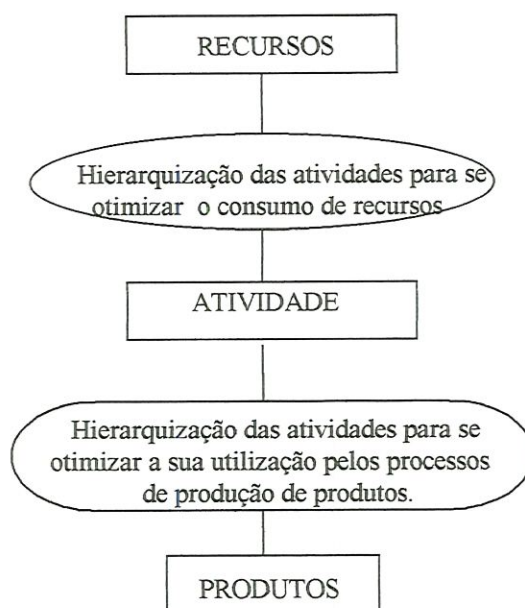 RECURSOS
Hierarquização das atividades para se
otimizar o consumo de recursos
ATIVIDADE
Hierarquização das atividades para se
otimizar a sua utilização pelos processos
de produção de produtos.
PRODUTOS